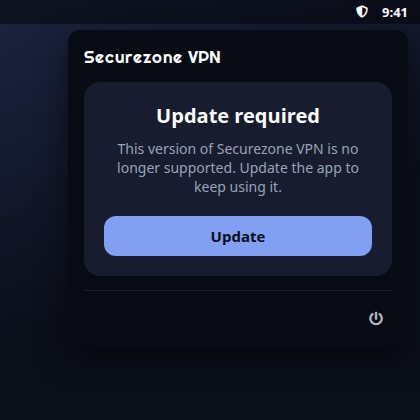 9:41
Securezone VPN
Update required
This version of Securezone VPN is no
longer supported. Update the app to
keep using it.
Update